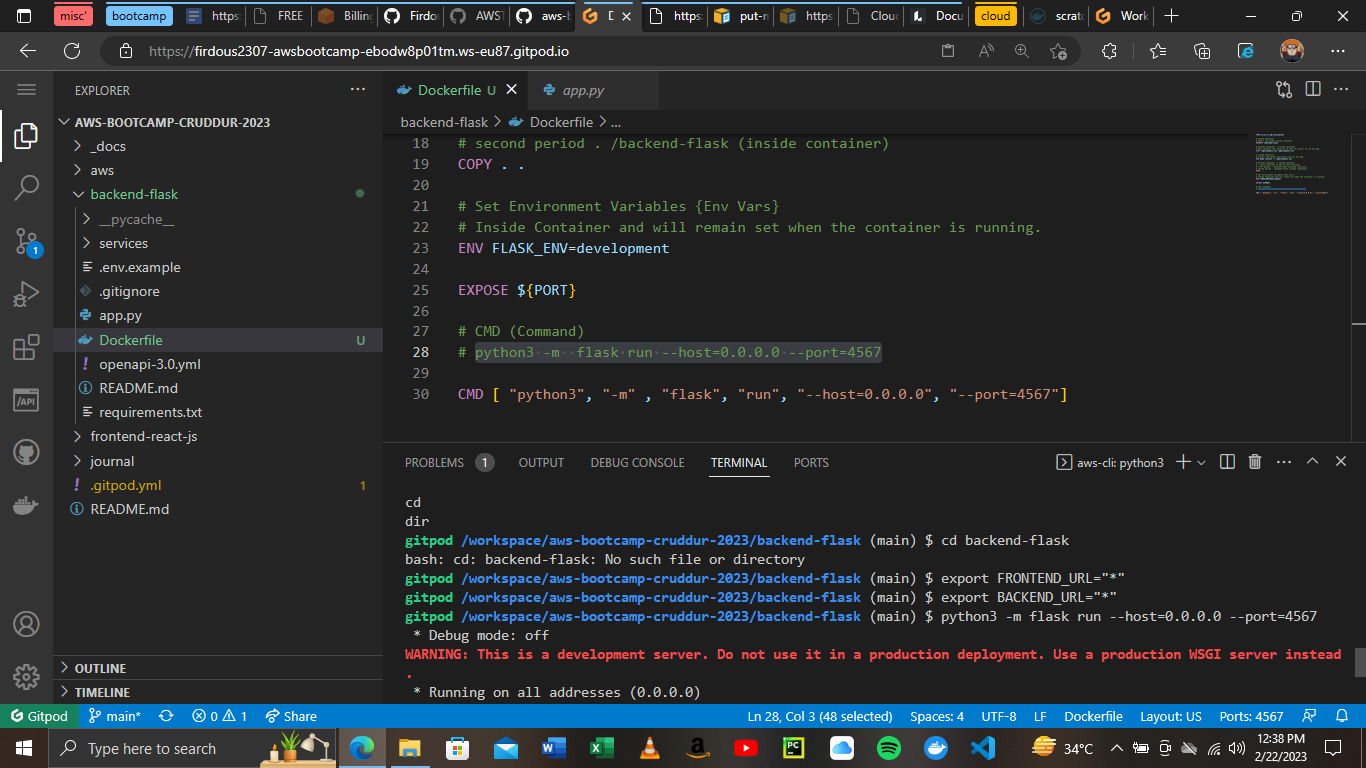 misc'
bootcamp
https:
FREE
Billing
Firdo
AWST
aws-b
D
https:
put-r
https:
Cloud
Docu
cloud
scrat
Work
https://firdous2307-awsbootcamp-ebodw8p01tm.ws-eu87.gitpod.io
EXPLORER
AWS-BOOTCAMP-CRUDDUR-2023
_docs
aws
backend-flask
__pycache__
services
.env.example
.gitignore
app.py
Dockerfile U
openapi-3.0.yml
README.md
requirements.txt
frontend-react-js
journal
.gitpod.yml 1
README.md
OUTLINE
TIMELINE
1
API
Dockerfile U
app.py
backend-flask > Dockerfile > ...
18 # second period . /backend-flask (inside container)
19 COPY . .
20
21 # Set Environment Variables {Env Vars}
22 # Inside Container and will remain set when the container is running.
23 ENV FLASK_ENV=development
24
25 EXPOSE ${PORT}
26
27 # CMD (Command)
28 # python3 -m  flask run --host=0.0.0.0 --port=4567
29
30 CMD [ "python3", "-m" , "flask", "run", "--host=0.0.0.0", "--port=4567"]
PROBLEMS 1 OUTPUT DEBUG CONSOLE TERMINAL PORTS
aws-cli: python3
cd
dir
gitpod /workspace/aws-bootcamp-cruddur-2023/backend-flask (main) $ cd backend-flask
bash: cd: backend-flask: No such file or directory
gitpod /workspace/aws-bootcamp-cruddur-2023/backend-flask (main) $ export FRONTEND_URL="*"
gitpod /workspace/aws-bootcamp-cruddur-2023/backend-flask (main) $ export BACKEND_URL="*"
gitpod /workspace/aws-bootcamp-cruddur-2023/backend-flask (main) $ python3 -m flask run --host=0.0.0.0 --port=4567
* Debug mode: off
WARNING: This is a development server. Do not use it in a production deployment. Use a production WSGI server instead
.
* Running on all addresses (0.0.0.0)
Gitpod main* 0 1 Share
Ln 28, Col 3 (48 selected) Spaces: 4 UTF-8 LF Dockerfile Layout: US Ports: 4567
Type here to search
34°C
12:38 PM
2/22/2023